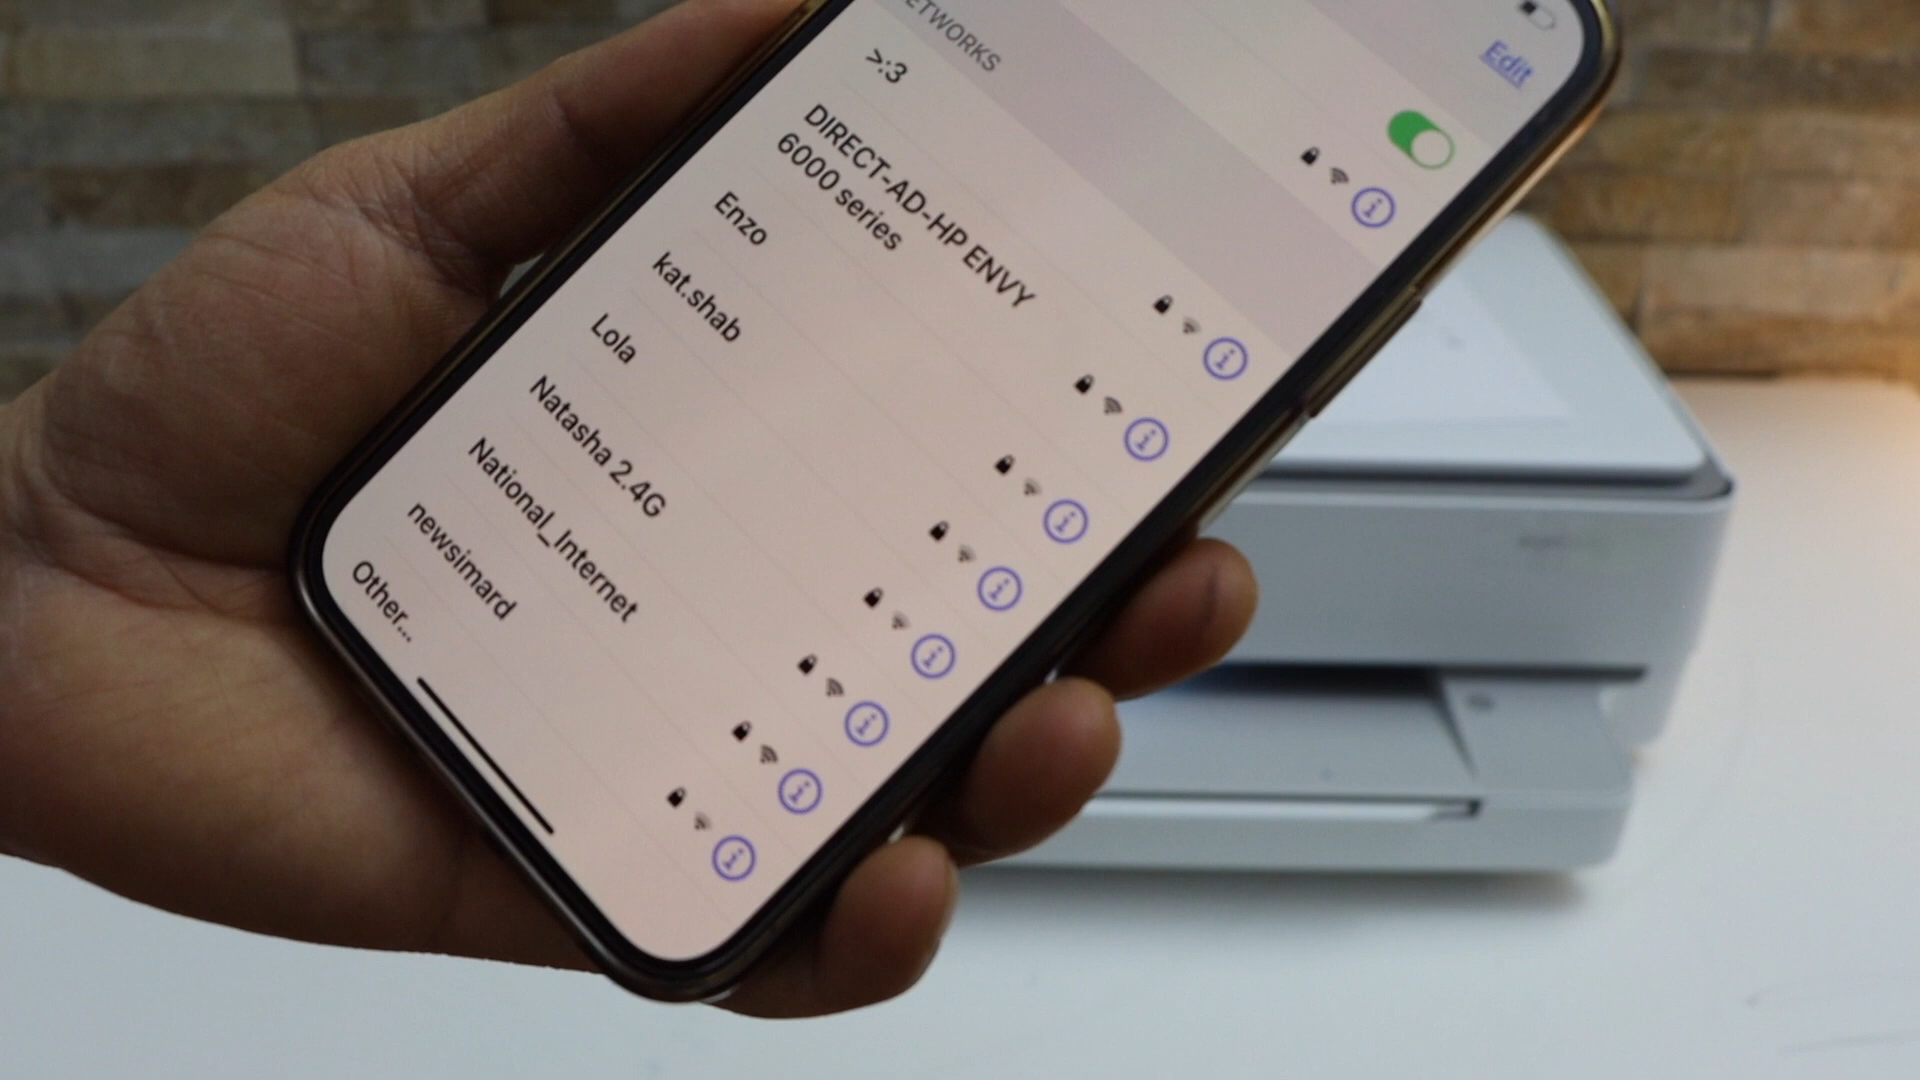 Edit
ETWORKS
>:3
DIRECT-AD-HP ENVY
6000 series
Enzo
kat.shab
Lola
Natasha 2.4G
National_Internet
newsimard
Other...